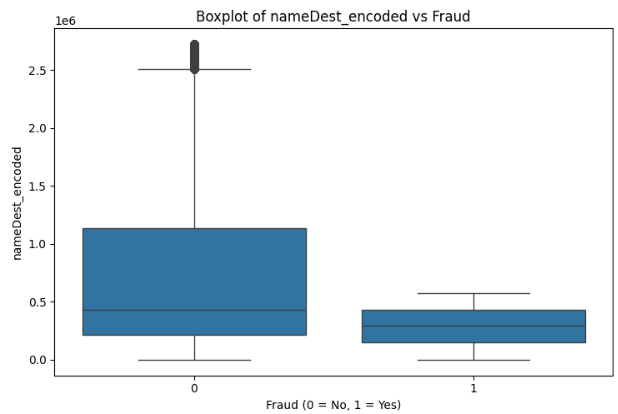 Boxplot of nameDest_encoded vs Fraud
1e6
2.5
2.0
1.5
1.0
0.5
0.0
nameDest_encoded
0
1
Fraud (0 = No, 1 = Yes)